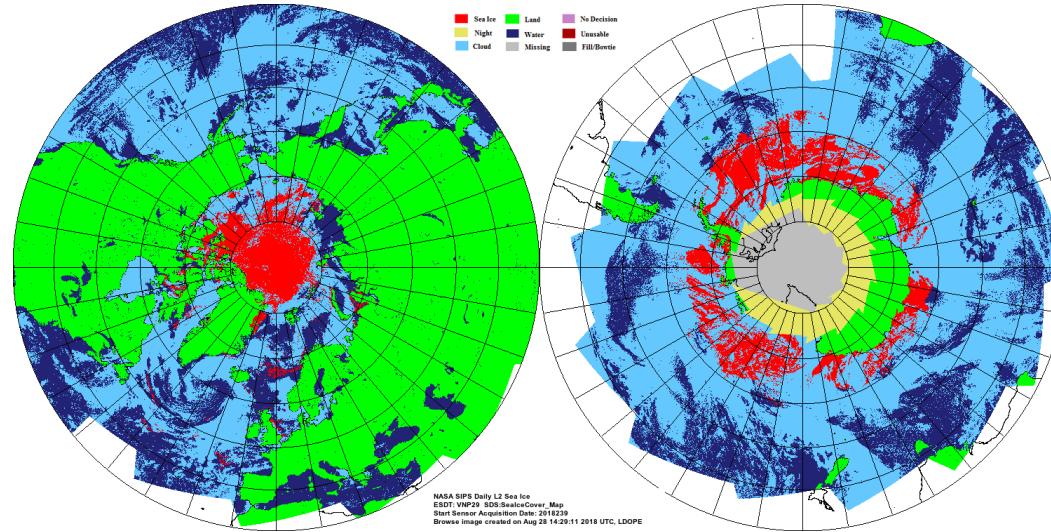 Sea Ice
Land
No Decision
Night
Water
Unusable
Cloud
Missing
Fill/Bowtie
NASA SIPS Daily L2 Sea Ice
ESDT: VNP29 SDS:SeaIceCover_Map
Start Sensor Acquisition Date: 2018239
Browse image created on Aug 28 14:29:11 2018 UTC, LDOPE